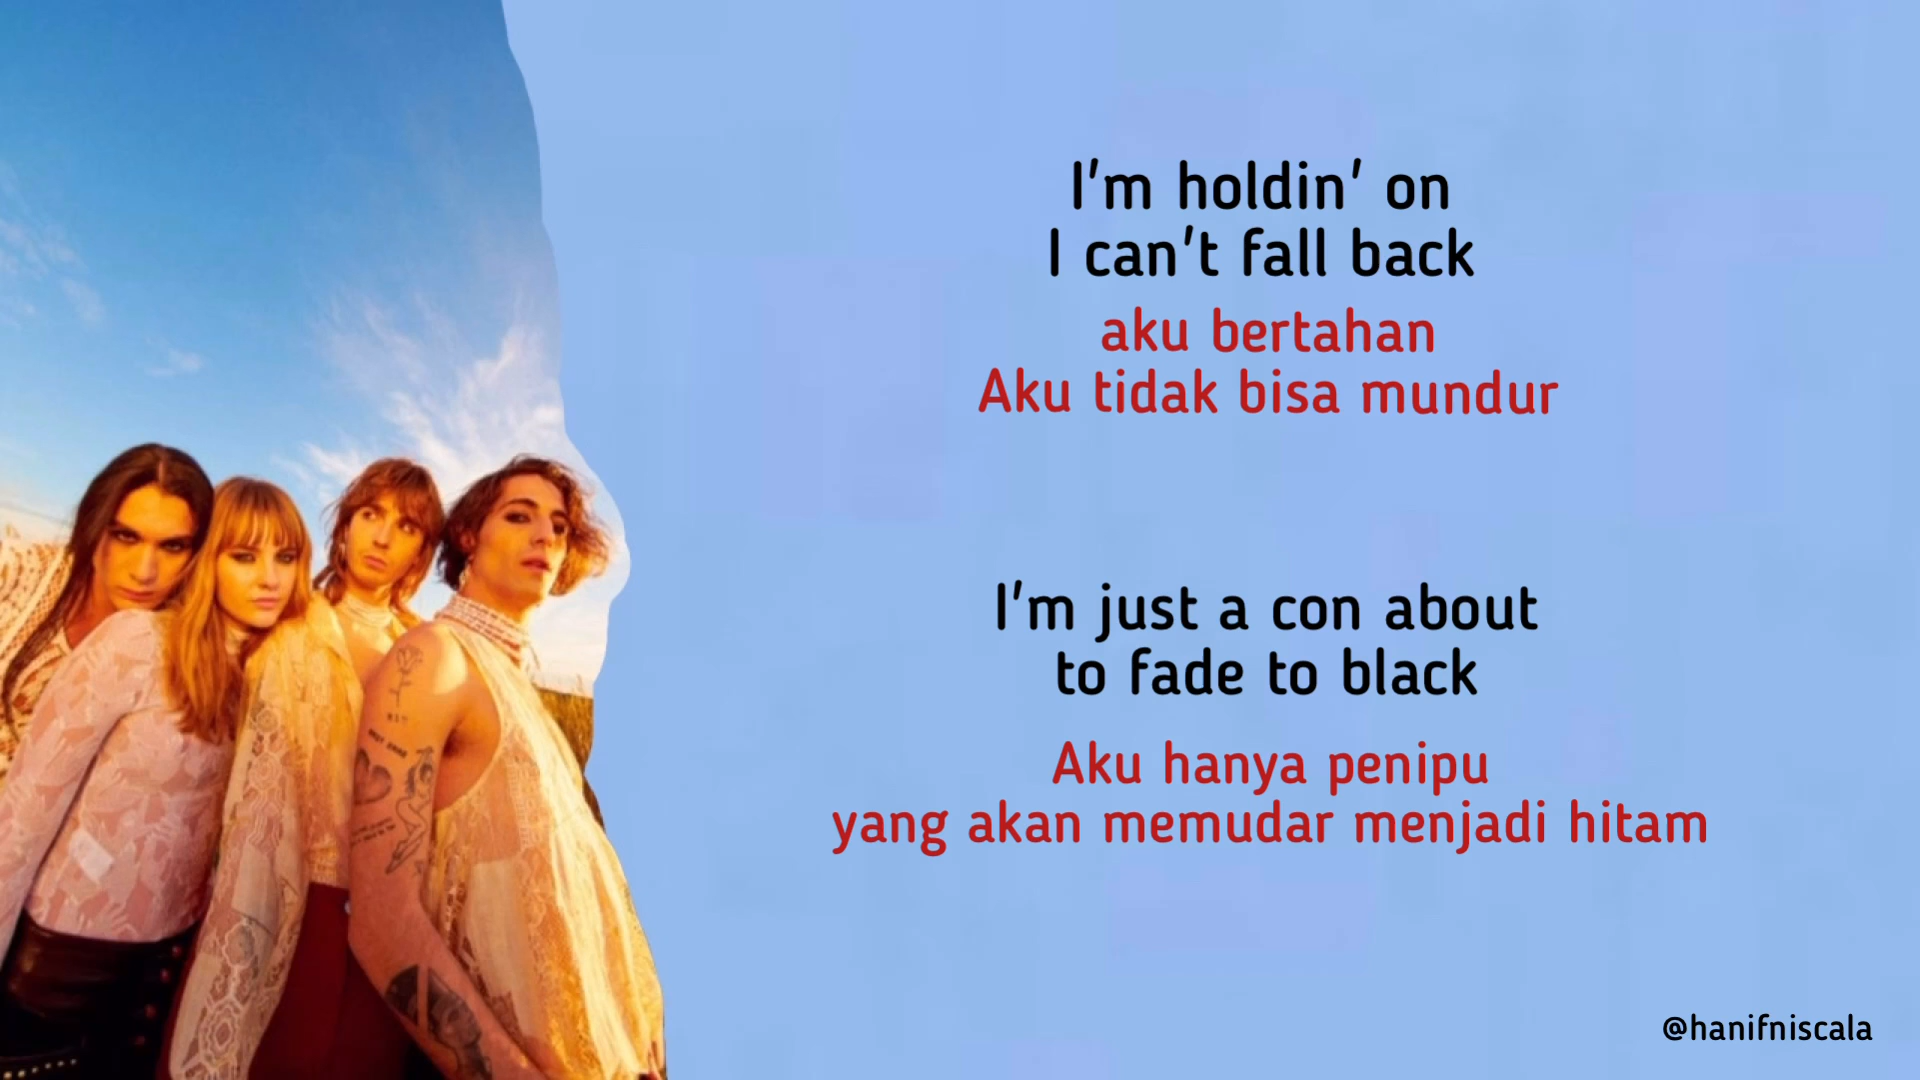 I'm holdin' on
I can't fall back
aku bertahan
Aku tidak bisa mundur
I'm just a con about
to fade to black
Aku hanya penipu
yang akan memudar menjadi hitam
@hanifniscala